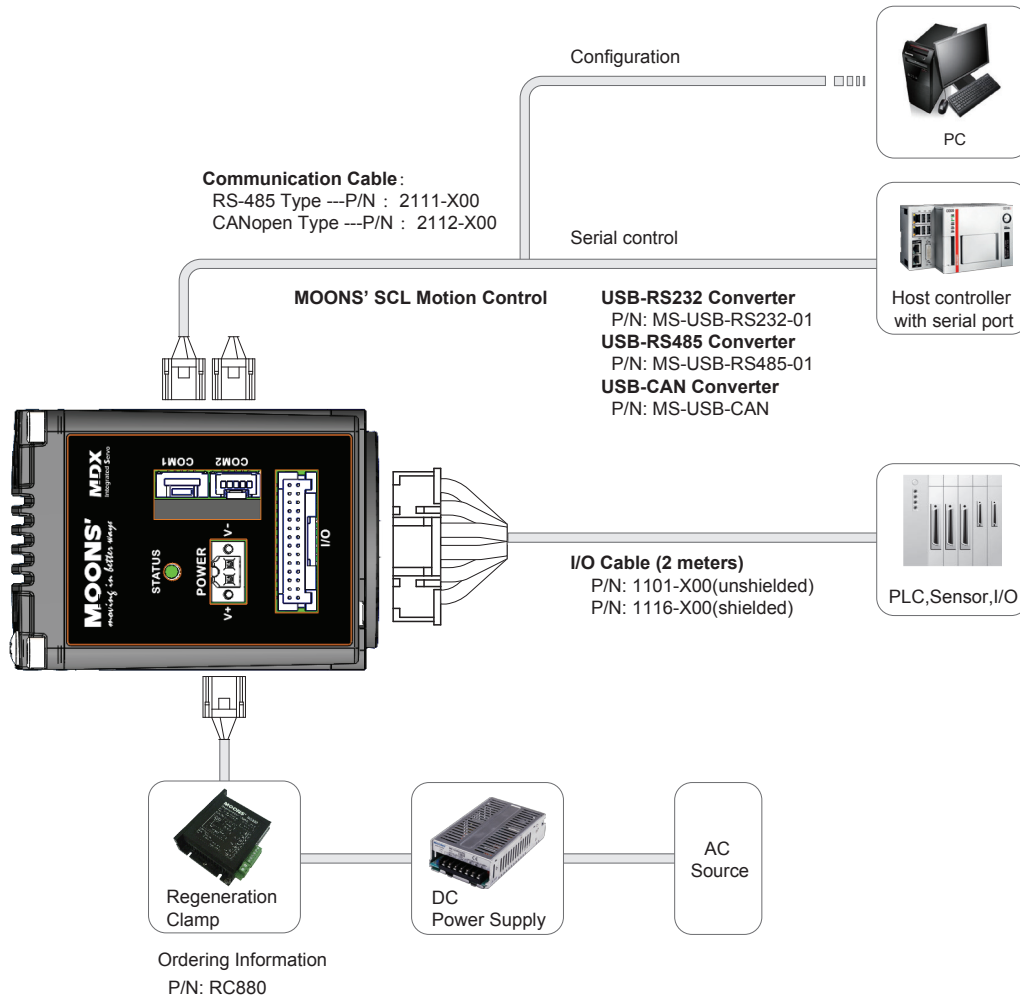 Configuration
PC
Communication Cable：
RS-485 Type ---P/N： 2111-X00
CANopen Type ---P/N： 2112-X00
Serial control
MOONS' SCL Motion Control
USB-RS232 Converter
P/N: MS-USB-RS232-01
USB-RS485 Converter
P/N: MS-USB-RS485-01
USB-CAN Converter
P/N: MS-USB-CAN
Host controller
with serial port
MOONS'
moving in better ways
MDX
Integrated Servo
COM1
COM2
STATUS
POWER
V+
V-
I/O
I/O Cable (2 meters)
P/N: 1101-X00(unshielded)
P/N: 1116-X00(shielded)
PLC,Sensor,I/O
MOONS'
Regeneration
Clamp
DC
Power Supply
AC
Source
Ordering Information
P/N: RC880